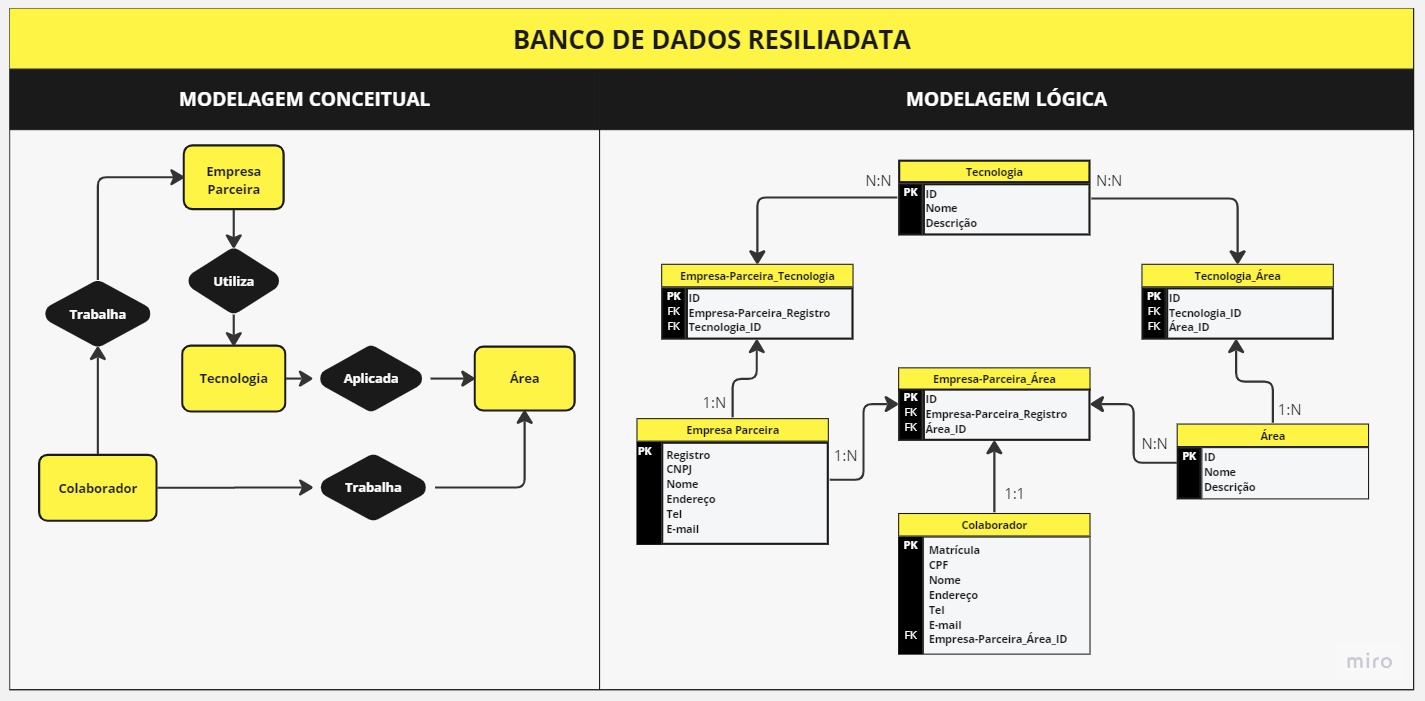 BANCO DE DADOS RESILIADATA
MODELAGEM CONCEITUAL
MODELAGEM LÓGICA
Empresa
Parceira
Utiliza
Trabalha
Tecnologia
Aplicada
Área
Colaborador
Trabalha
N:N
Tecnologia
N:N
PK ID
Nome
Descrição
Empresa-Parceira_Tecnologia
PK ID
FK Empresa-Parceira_Registro
FK Tecnologia_ID
Tecnologia_Área
PK ID
FK Tecnologia_ID
FK Área_ID
Empresa-Parceira_Área
PK ID
FK Empresa-Parceira_Registro
FK Área_ID
1:N
Empresa Parceira
PK Registro
CNPJ
Nome
Endereço
Tel
E-mail
1:N
1:N
N:N
Área
PK ID
Nome
Descrição
1:1
Colaborador
PK Matrícula
CPF
Nome
Endereço
Tel
E-mail
FK Empresa-Parceira_Área_ID
miro